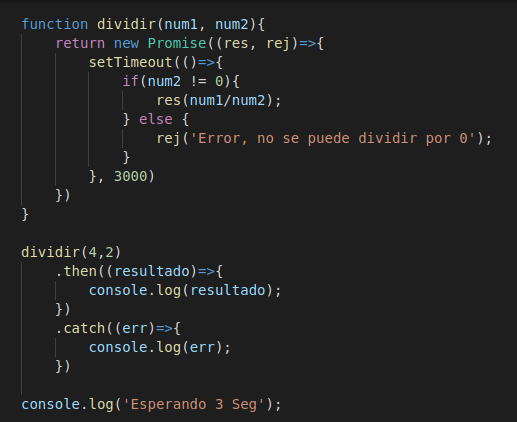 function dividir(num1, num2){
    return new Promise((res, rej)=>{
        setTimeout(()=>{
            if(num2 != 0){
                res(num1/num2);
            } else {
                rej('Error, no se puede dividir por 0');
            }
        }, 3000)
    })
}

dividir(4,2)
    .then((resultado)=>{
        console.log(resultado);
    })
    .catch((err)=>{
        console.log(err);
    })

console.log('Esperando 3 Seg');